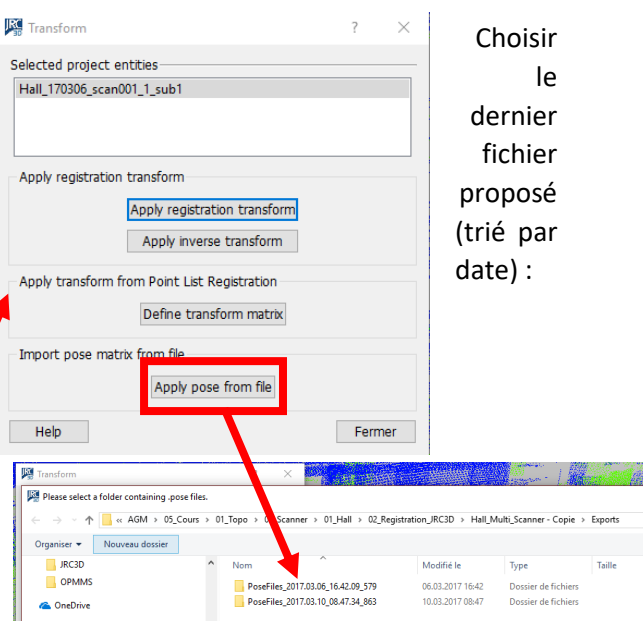 JRC 3D Transform ? ×
Selected project entities
Hall_170306_scan001_1_sub1
Apply registration transform
Apply registration transform
Apply inverse transform
Apply transform from Point List Registration
Define transform matrix
Import pose matrix from file
Apply pose from file
Help Fermer
Choisir
le
dernier
fichier
proposé
(trié par
date) :
Transform ×
Please select a folder containing .pose files.
« AGM › 05_Cours › 01_Topo › Scanner › 01_Hall › 02_Registration_JRC3D › Hall_Multi_Scanner - Copie › Exports
Organiser Nouveau dossier
JRC3D
OPMMS
OneDrive
Nom Modifié le Type Taille
PoseFiles_2017.03.06_16.42.09_579 06.03.2017 16:42 Dossier de fichiers
PoseFiles_2017.03.10_08.47.34_863 10.03.2017 08:47 Dossier de fichiers